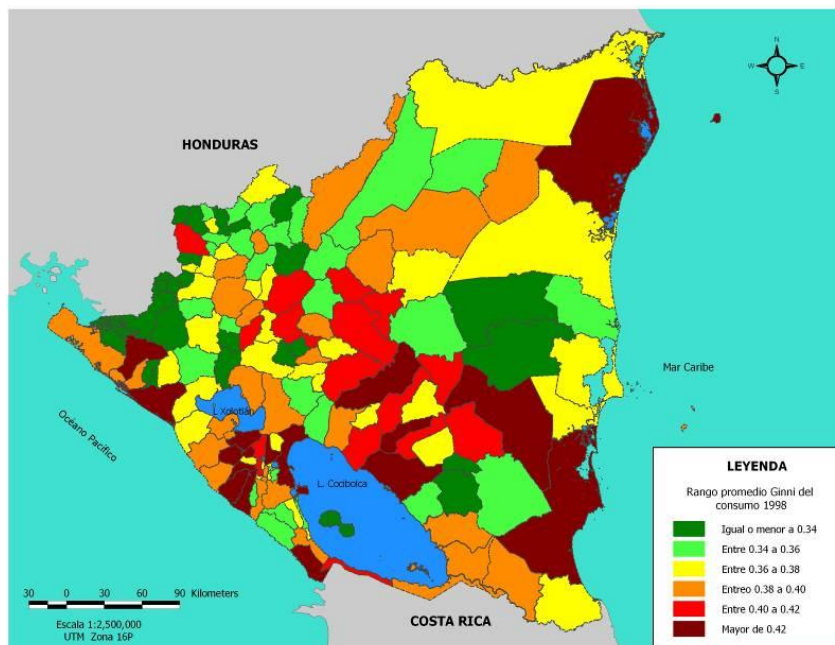 N
W E
S
HONDURAS
Mar Caribe
L Xolotlán
Océano Pacífico
L. Cocibolca
LEYENDA
Rango promedio Ginni del
consumo 1998
Igual o menor a 0.34
Entre 0.34 a 0.36
Entre 0.36 a 0.38
Entreo 0.38 a 0.40
Entre 0.40 a 0.42
Mayor de 0.42
30 0 30 60 90 Kilometers
Escala 1:2,500,000
UTM Zona 16P
COSTA RICA